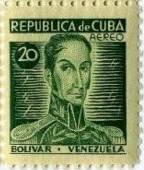 REPUBLICA DE CUBA
AEREO
20
BOLIVAR • VENEZUELA